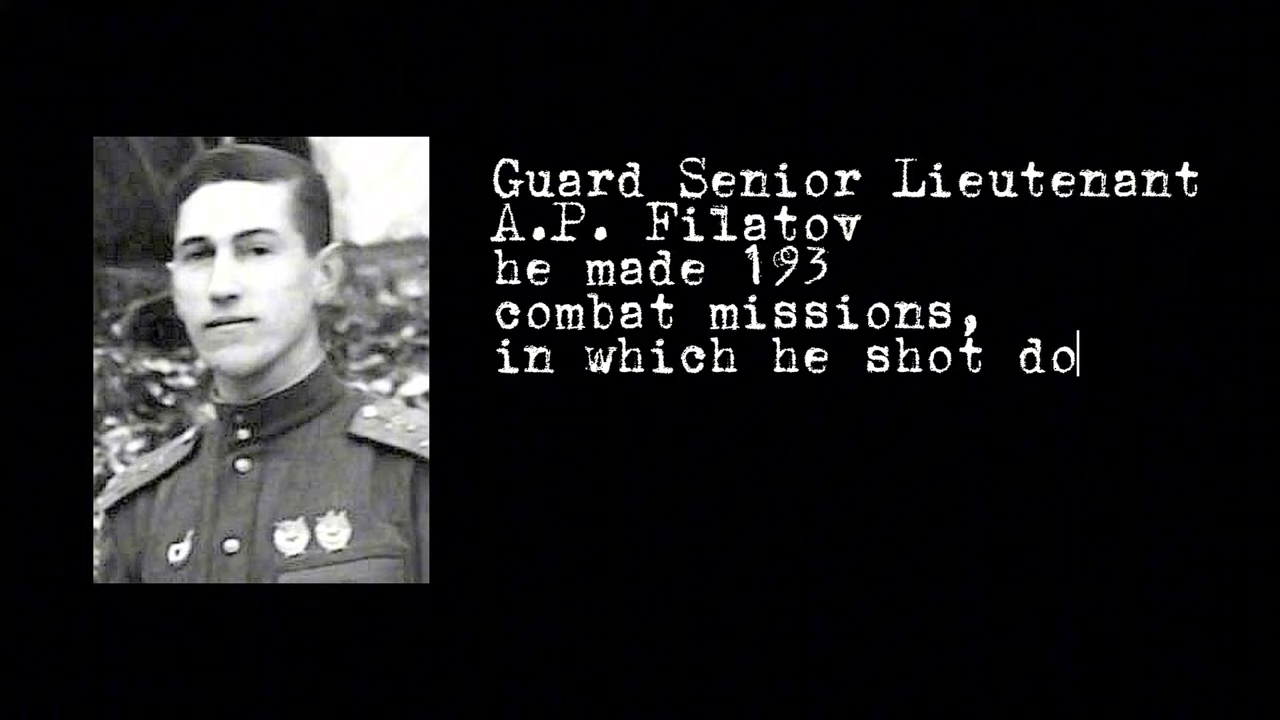 Guard Senior Lieutenant
A.P. Filatov
he made 193
combat missions,
in which he shot do